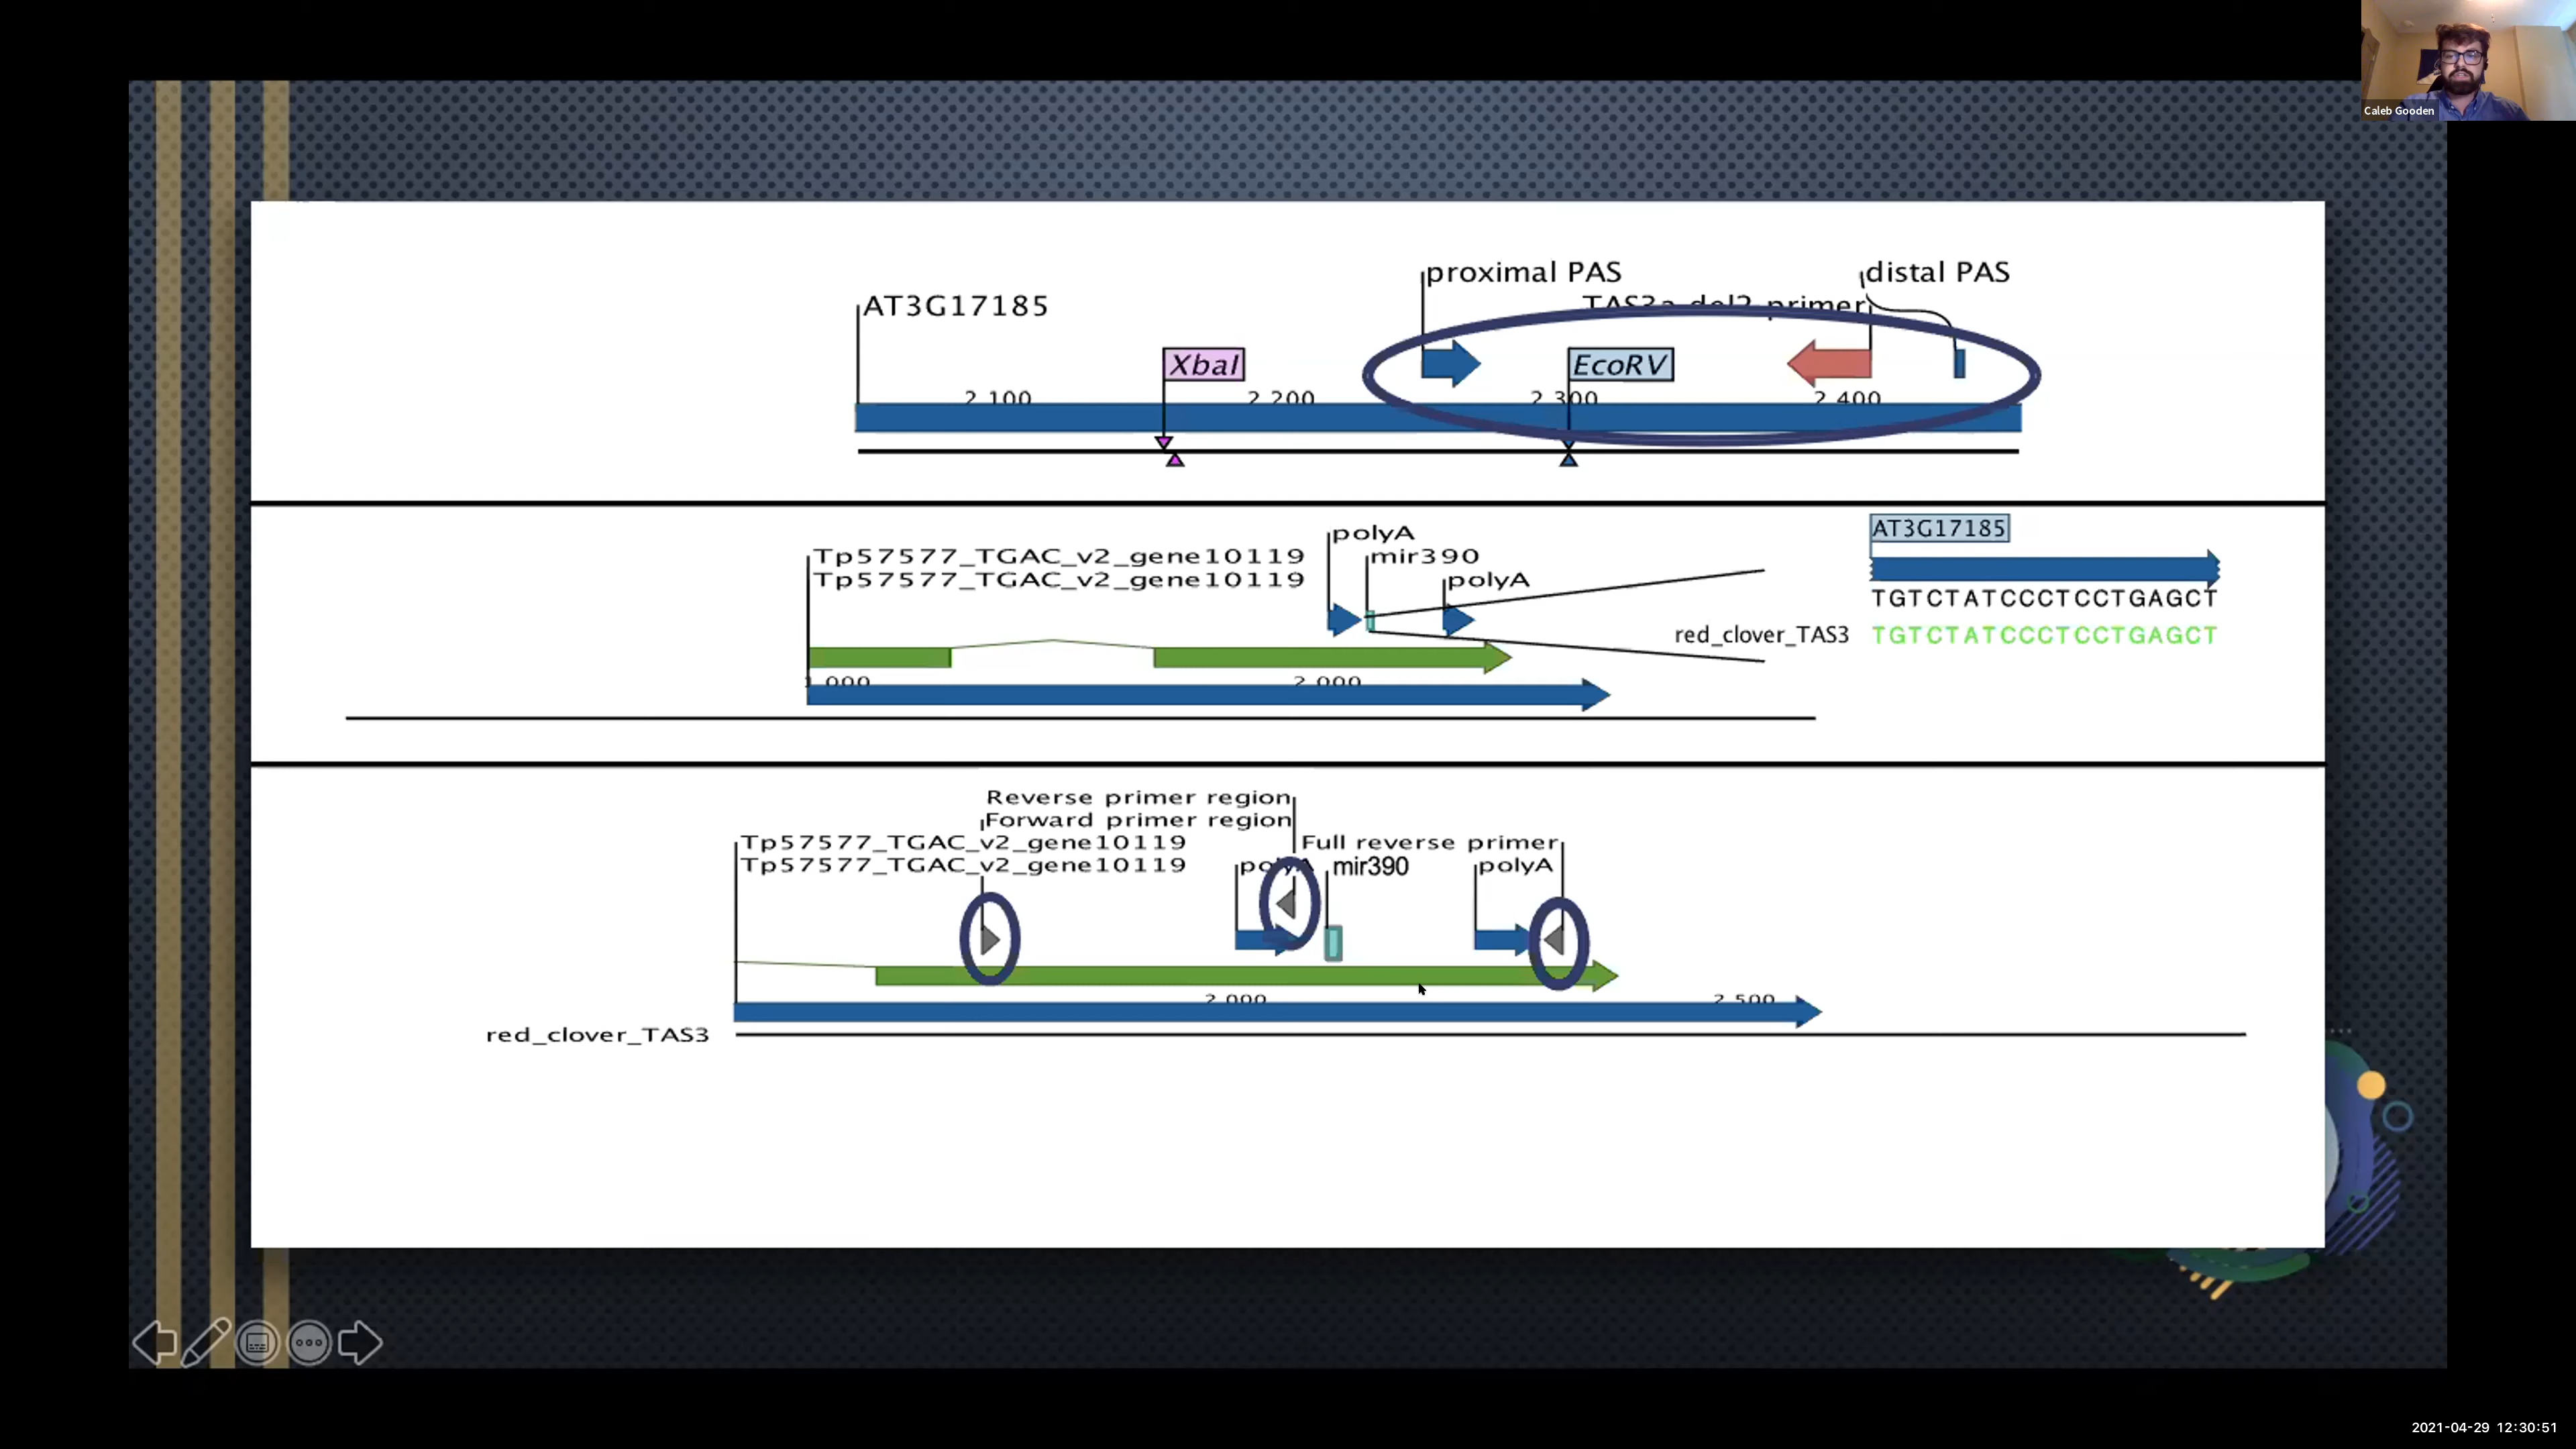 Caleb Gooden
proximal PAS
distal PAS
AT3G17185
TAS3a del2 primer
XbaI
EcoRV
2 100
2 200
2 300
2 400
polyA
AT3G17185
Tp57577_TGAC_v2_gene10119
mir390
Tp57577_TGAC_v2_gene10119
polyA
TGTCTATCCCTCCTGAGCT
red_clover_TAS3
TGTCTATCCCTCCTGAGCT
1 000
2 000
Reverse primer region
Forward primer region
Tp57577_TGAC_v2_gene10119
Full reverse primer
Tp57577_TGAC_v2_gene10119
polyA
mir390
polyA
2 000
2 500
red_clover_TAS3
2021-04-29 12:30:51